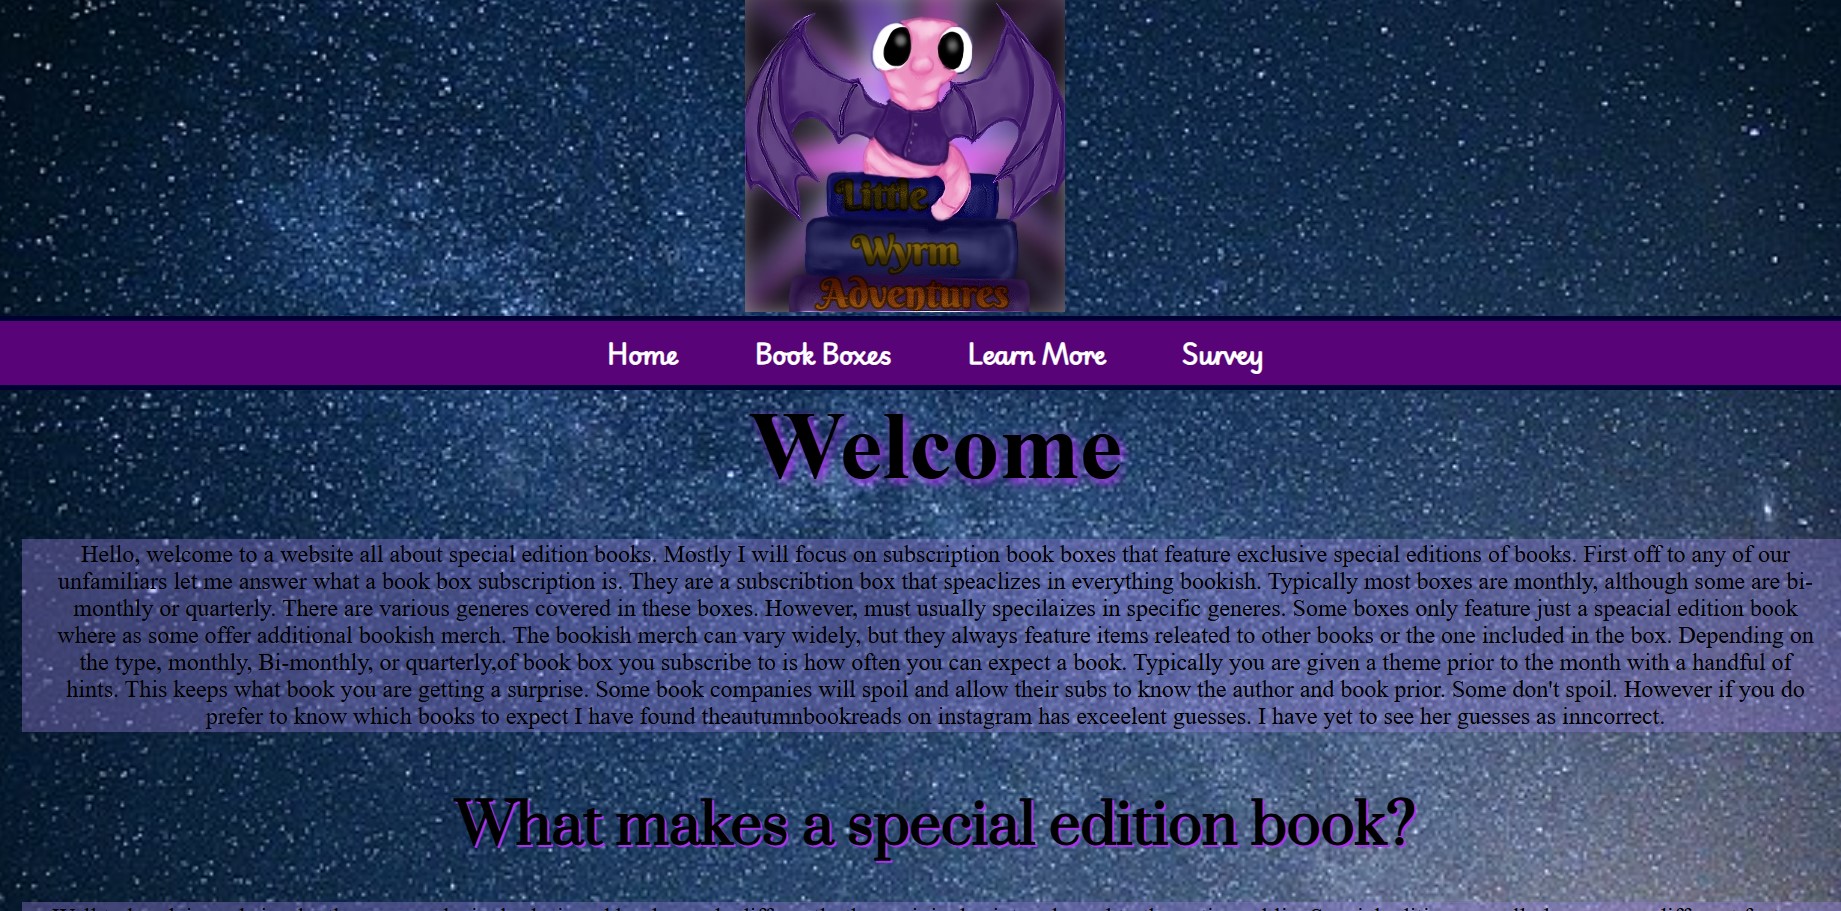 Little
Wyrm
Adventures
Home Book Boxes Learn More Survey
Welcome
Hello, welcome to a website all about special edition books. Mostly I will focus on subscription book boxes that feature exclusive special editions of books. First off to any of our
unfamiliars let me answer what a book box subscription is. They are a subscribtion box that speaclizes in everything bookish. Typically most boxes are monthly, although some are bi-
monthly or quarterly. There are various generes covered in these boxes. However, must usually specilaizes in specific generes. Some boxes only feature just a speacial edition book
where as some offer additional bookish merch. The bookish merch can vary widely, but they always feature items releated to other books or the one included in the box. Depending on
the type, monthly, Bi-monthly, or quarterly,of book box you subscribe to is how often you can expect a book. Typically you are given a theme prior to the month with a handful of
hints. This keeps what book you are getting a surprise. Some book companies will spoil and allow their subs to know the author and book prior. Some don't spoil. However if you do
prefer to know which books to expect I have found theautumnbookreads on instagram has exceelent guesses. I have yet to see her guesses as inncorrect.
What makes a special edition book?